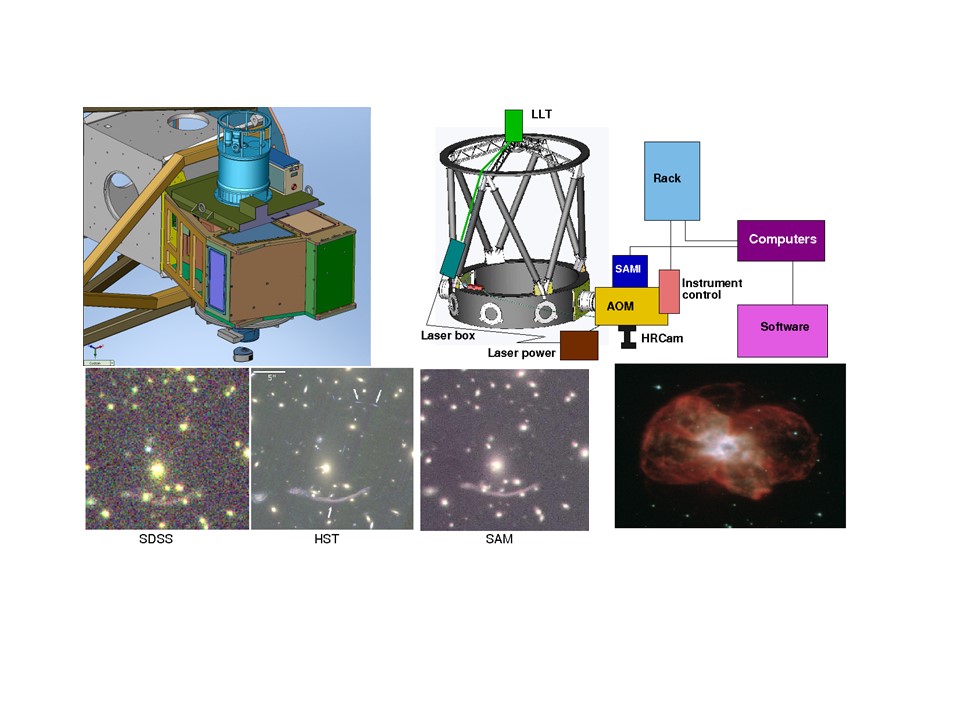 LLT
Rack
Computers
SAMI
Instrument
control
AOM
Software
Laser box
HRCam
Laser power
5"
SDSS
HST
SAM